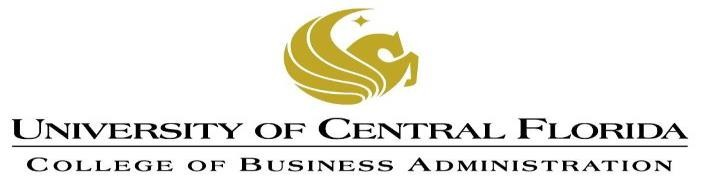 UNIVERSITY OF CENTRAL FLORIDA
COLLEGE OF BUSINESS ADMINISTRATION